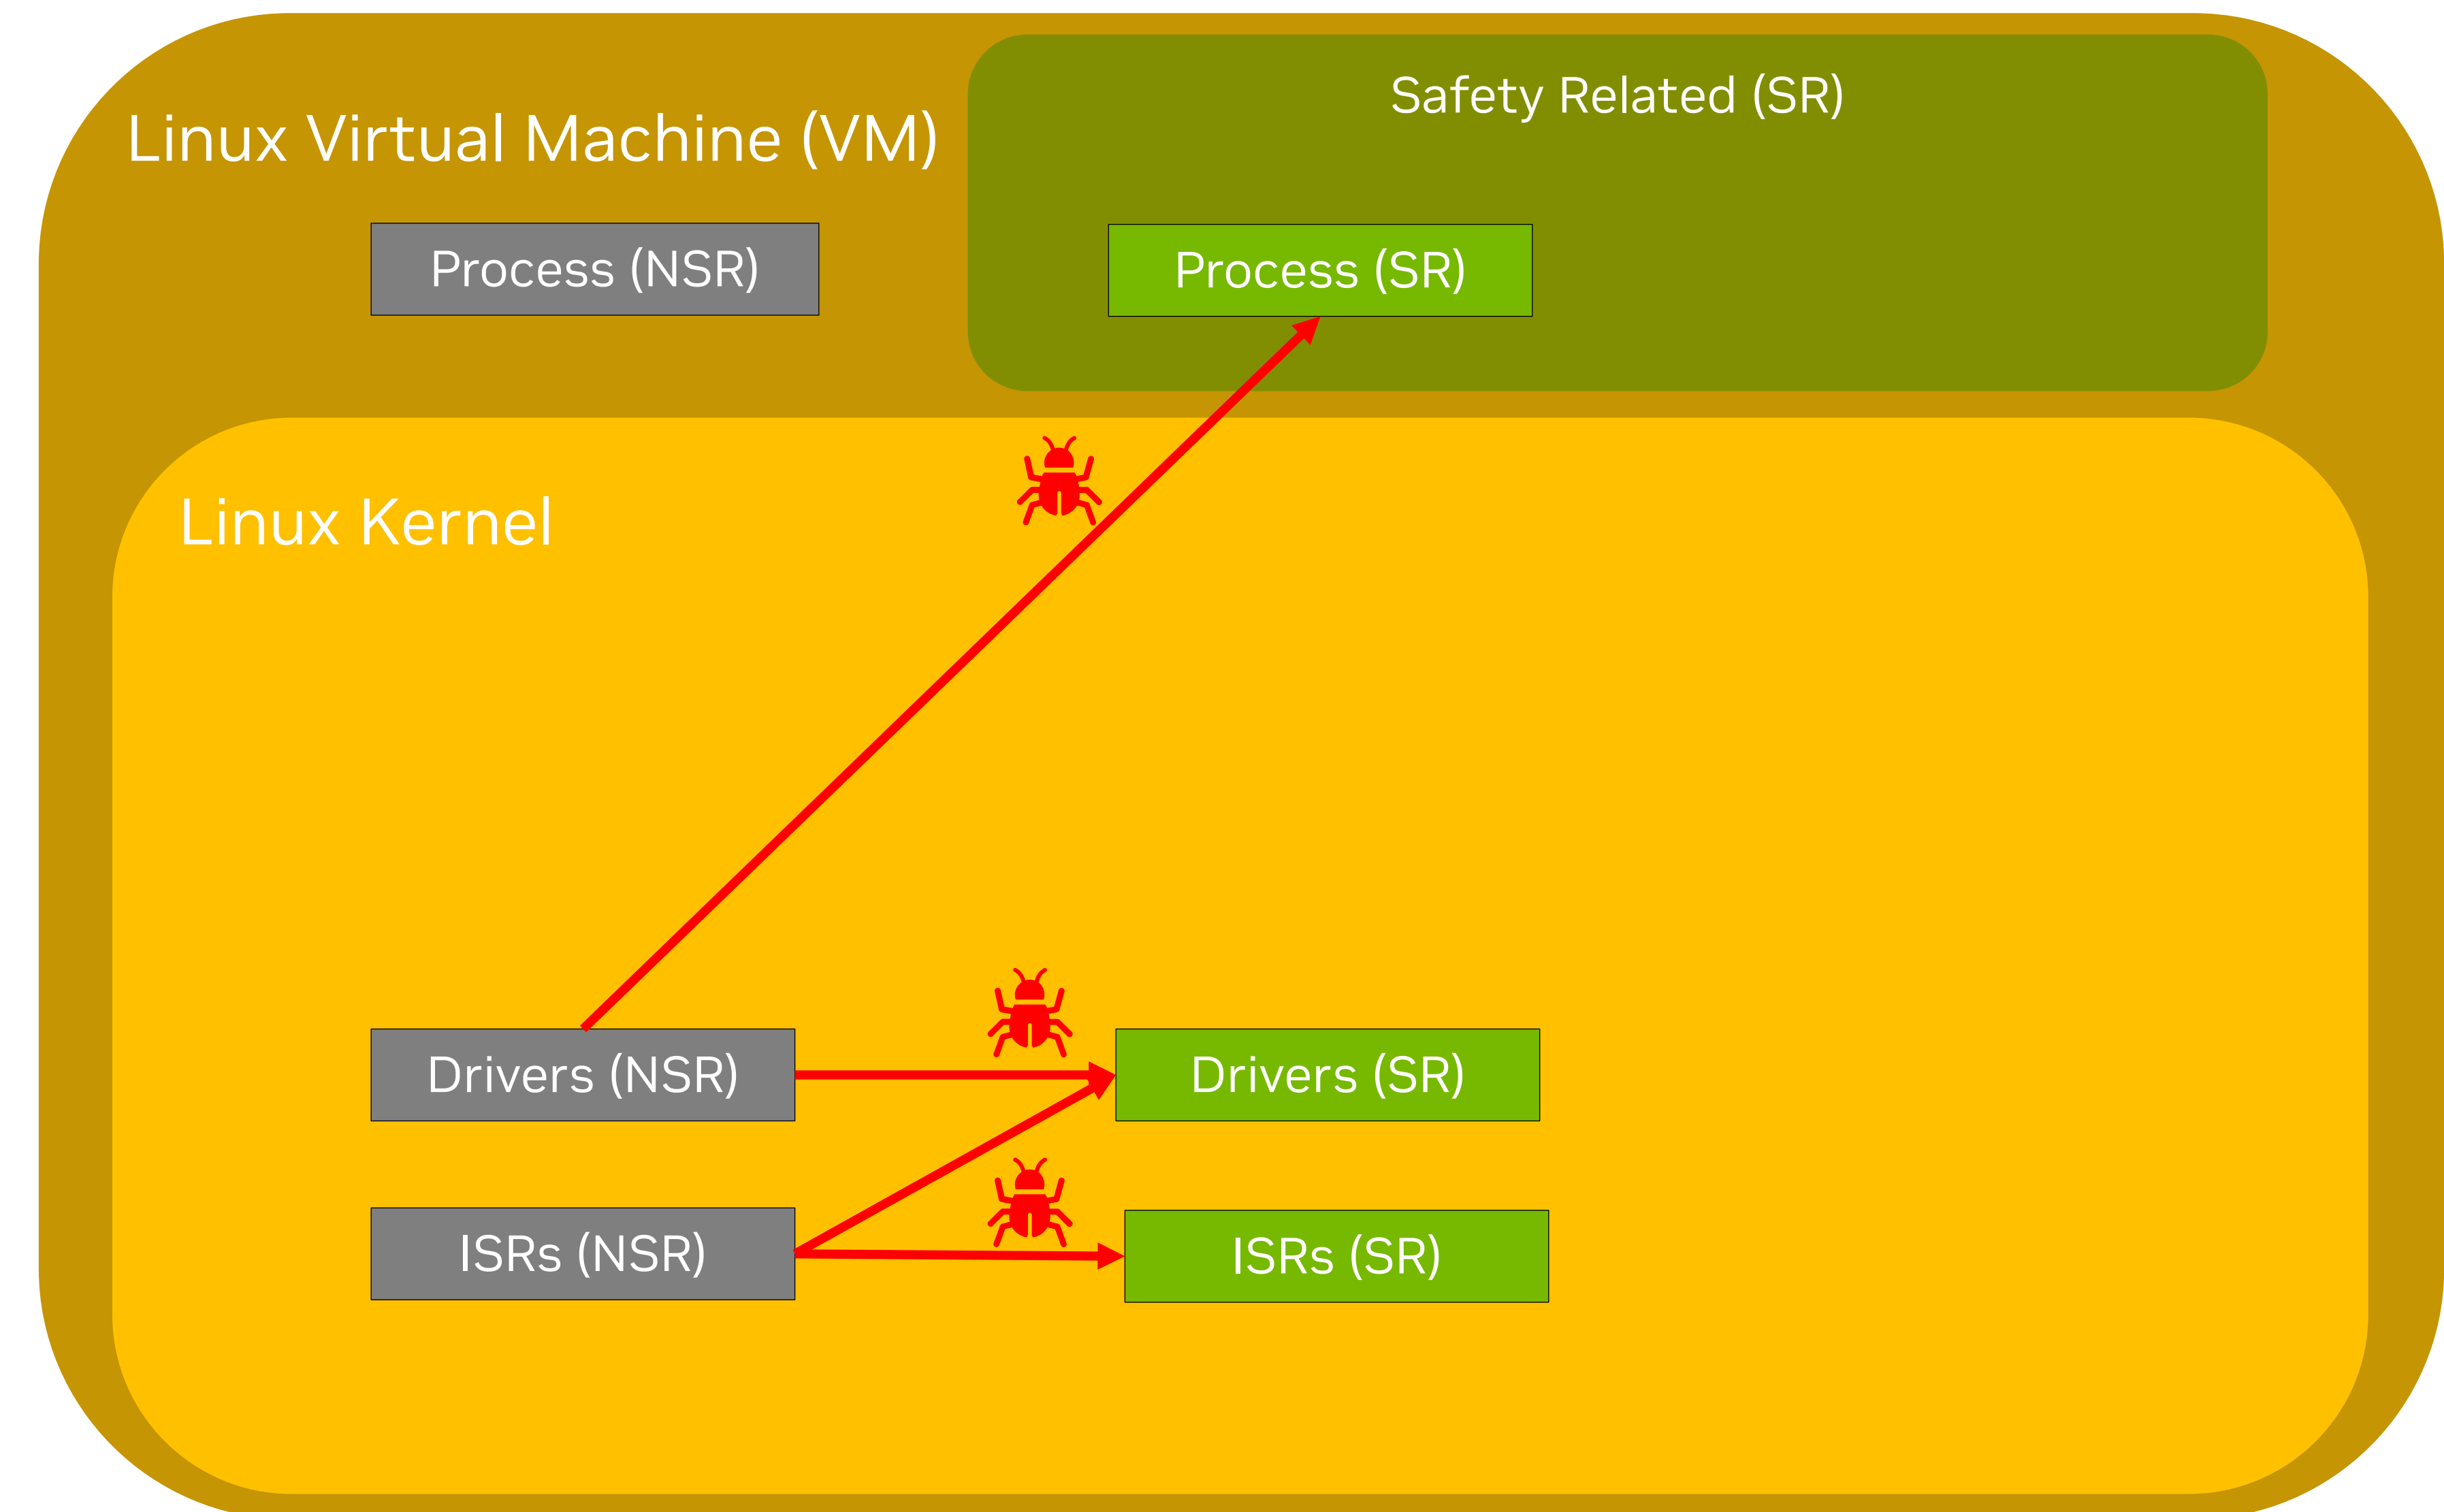 Safety Related (SR)
Linux Virtual Machine (VM)
Process (NSR)
Process (SR)
Linux Kernel
Drivers (NSR)
Drivers (SR)
ISRs (NSR)
ISRs (SR)